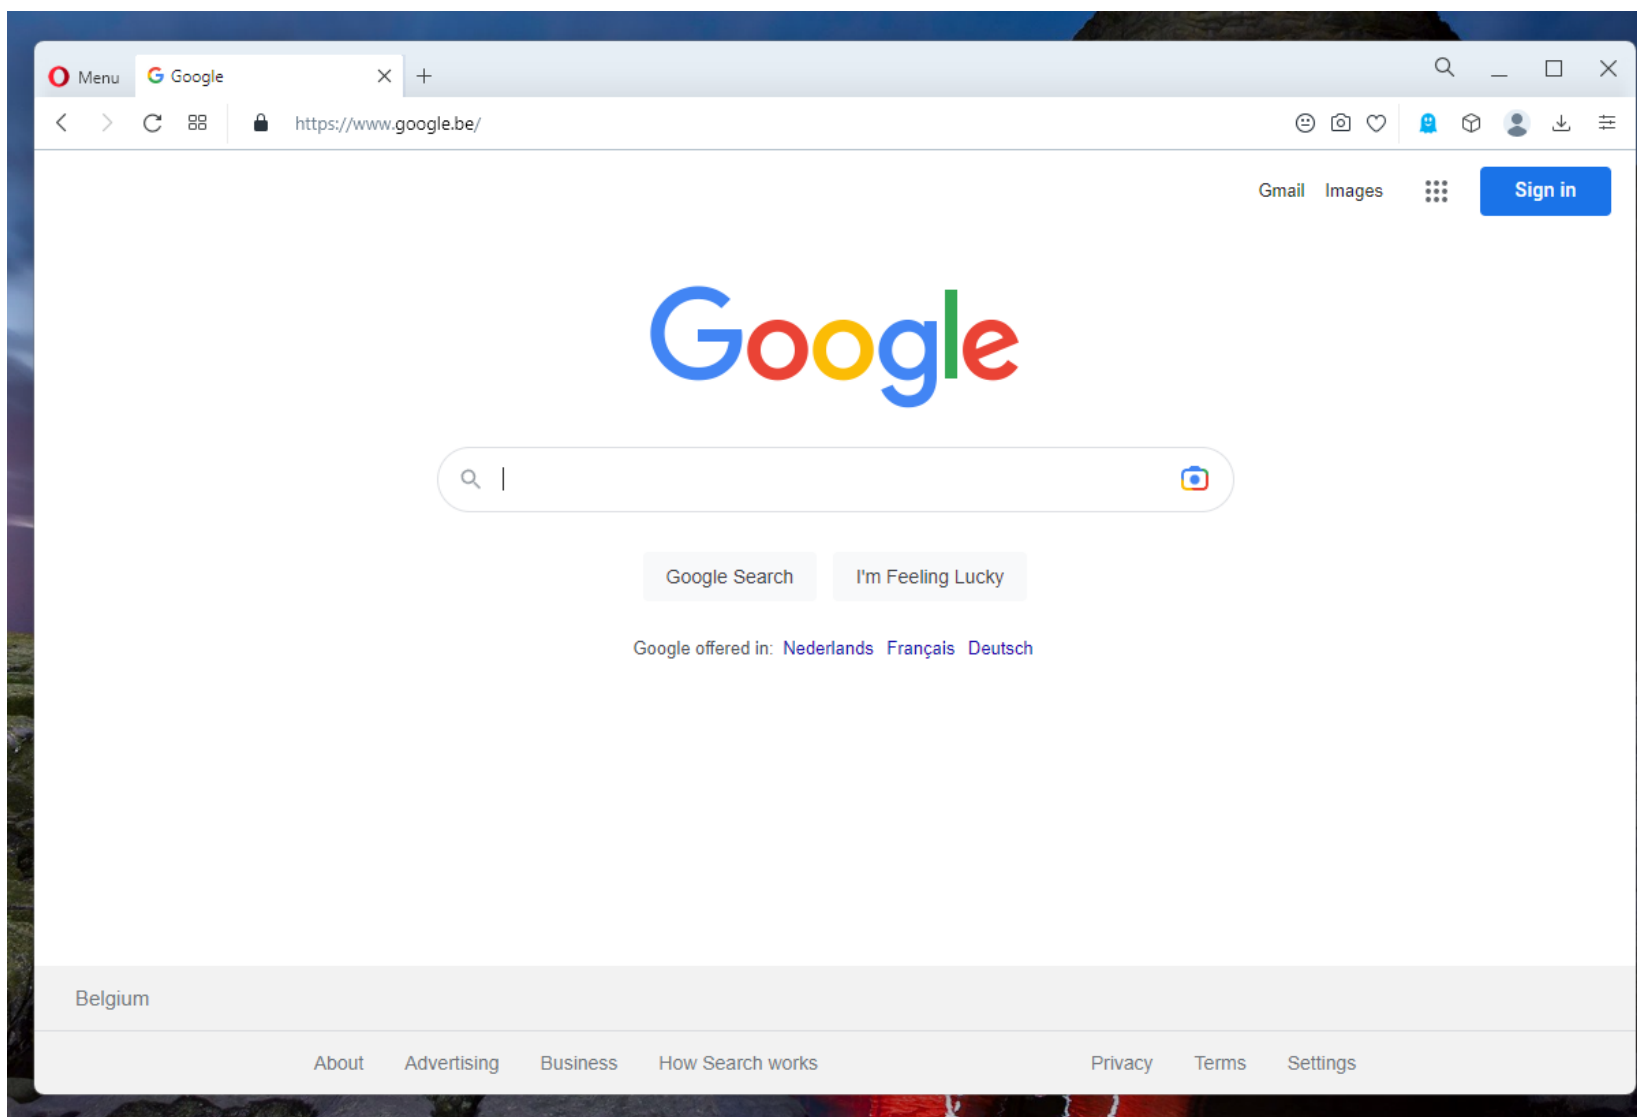 Menu Google
https://www.google.be/
Gmail Images Sign in
Google
Google Search I'm Feeling Lucky
Google offered in: Nederlands Français Deutsch
Belgium
About Advertising Business How Search works Privacy Terms Settings